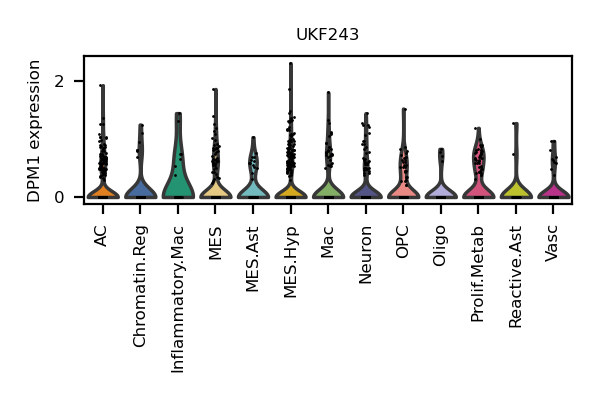 UKF243
DPM1 expression
2
0
AC
Chromatin.Reg
Inflammatory.Mac
MES
MES.Ast
MES.Hyp
Mac
Neuron
OPC
Oligo
Prolif.Metab
Reactive.Ast
Vasc